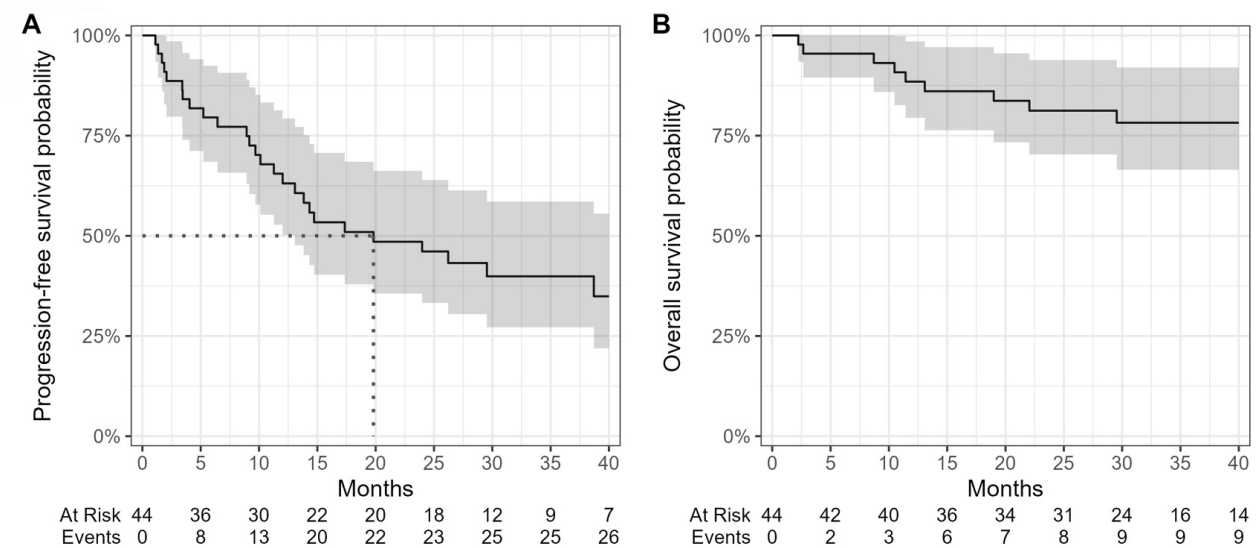 A
Progression-free survival probability
100%
75%
50%
25%
0%
0 5 10 15 20 25 30 35 40
Months
At Risk 44 36 30 22 20 18 12 9 7
Events 0 8 13 20 22 23 25 25 26
B
Overall survival probability
100%
75%
50%
25%
0%
0 5 10 15 20 25 30 35 40
Months
At Risk 44 42 40 36 34 31 24 16 14
Events 0 2 3 6 7 8 9 9 9